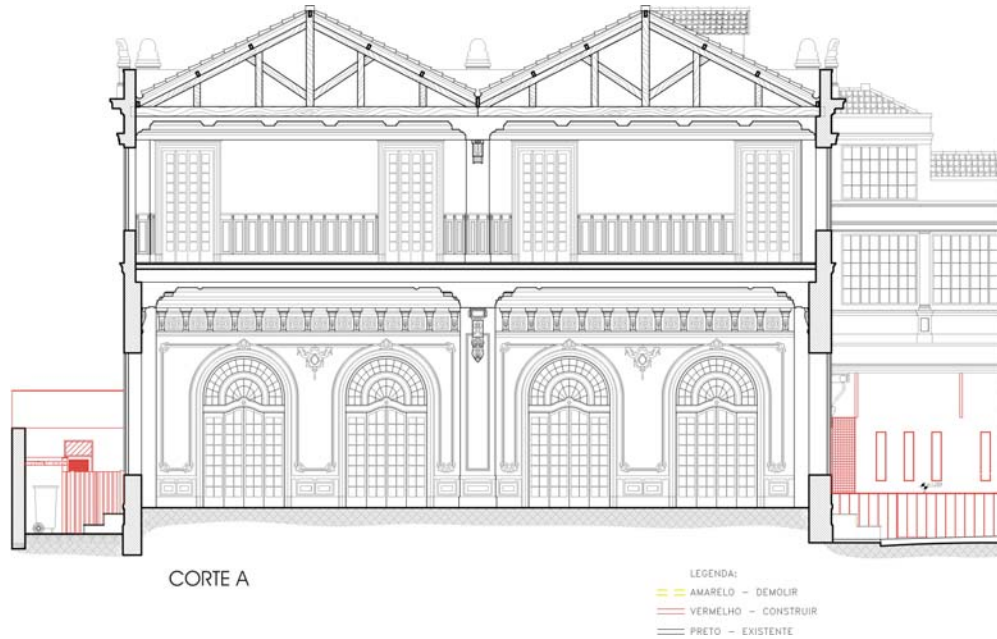 CORTE A
LEGENDA:
AMARELO - DEMOLIR
VERMELHO - CONSTRUIR
PRETO - EXISTENTE